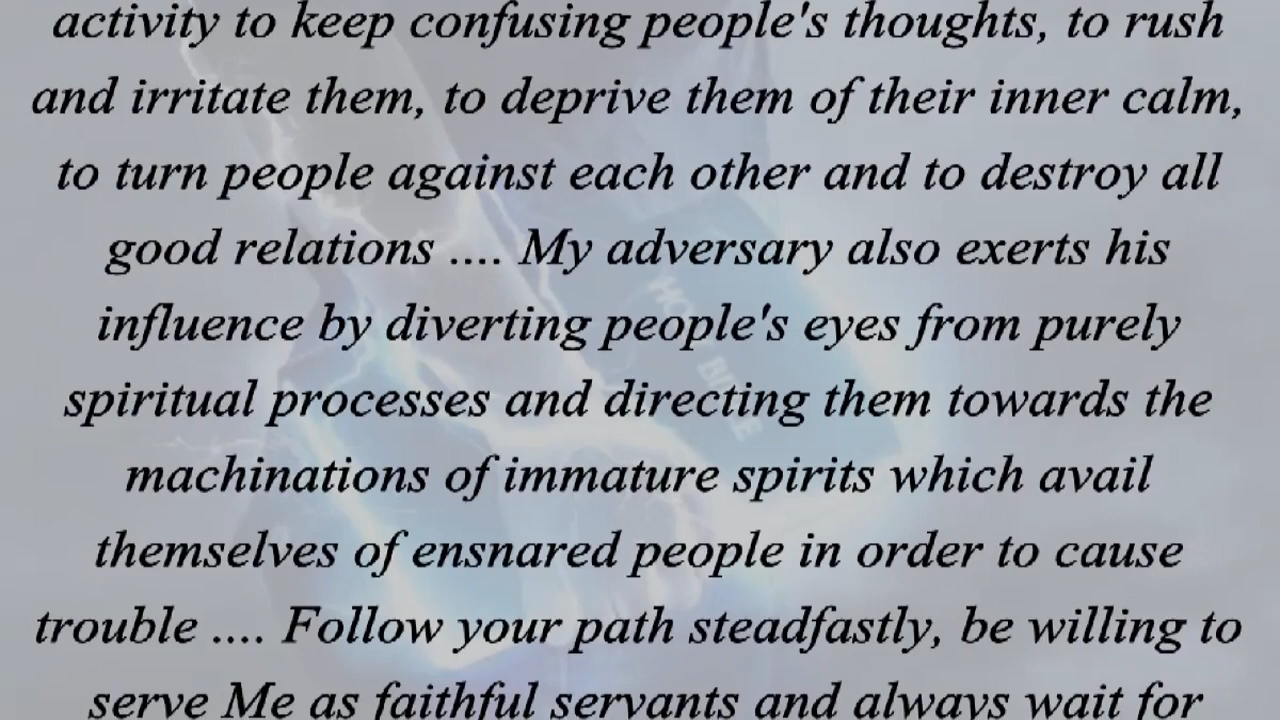 activity to keep confusing people's thoughts, to rush
and irritate them, to deprive them of their inner calm,
to turn people against each other and to destroy all
good relations .... My adversary also exerts his
influence by diverting people's eyes from purely
spiritual processes and directing them towards the
machinations of immature spirits which avail
themselves of ensnared people in order to cause
trouble .... Follow your path steadfastly, be willing to
serve Me as faithful servants and always wait for
HOLY BIBLE